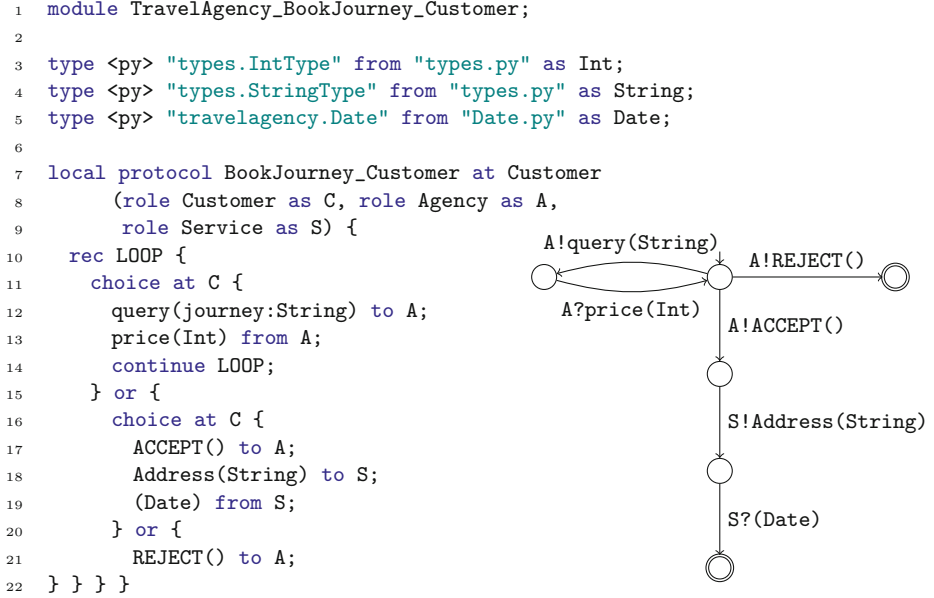 1 module TravelAgency_BookJourney_Customer;
2
3 type <py> "types.IntType" from "types.py" as Int;
4 type <py> "types.StringType" from "types.py" as String;
5 type <py> "travelagency.Date" from "Date.py" as Date;
6
7 local protocol BookJourney_Customer at Customer
8 (role Customer as C, role Agency as A,
9 role Service as S) {
10 rec LOOP {
11 choice at C {
12 query(journey:String) to A;
13 price(Int) from A;
14 continue LOOP;
15 } or {
16 choice at C {
17 ACCEPT() to A;
18 Address(String) to S;
19 (Date) from S;
20 } or {
21 REJECT() to A;
22 } } } }
A!query(String)
A!REJECT()
A?price(Int)
A!ACCEPT()
S!Address(String)
S?(Date)